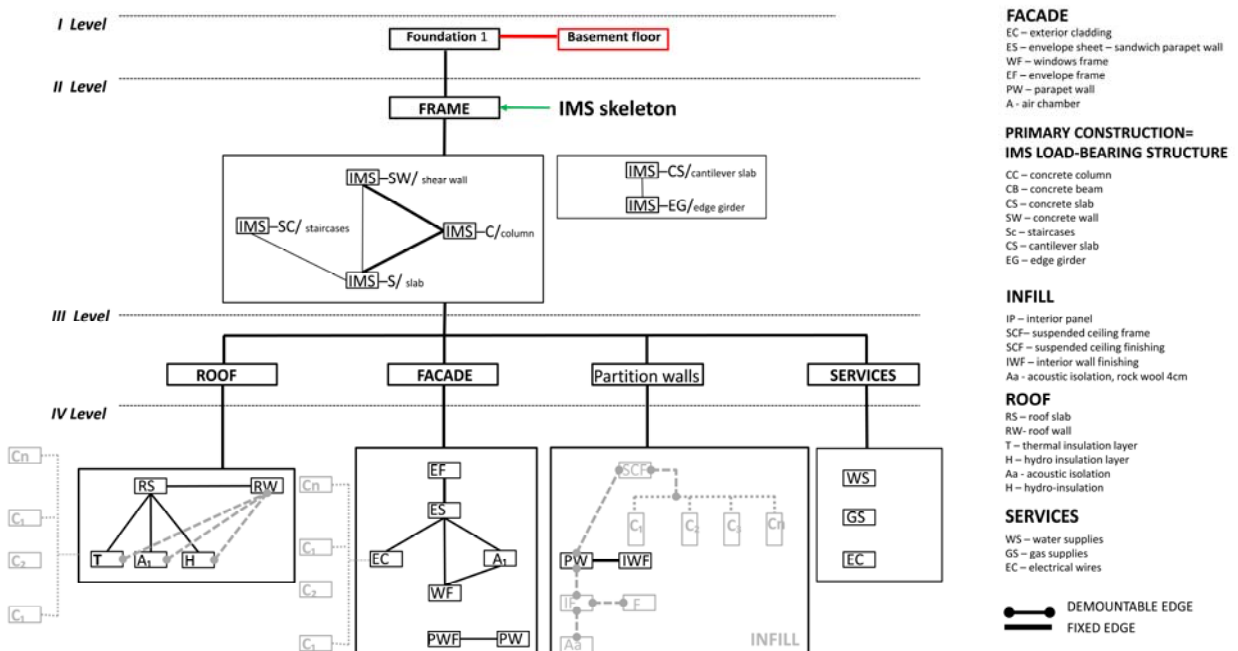 I Level
Foundation 1
Basement floor
II Level
FRAME
IMS skeleton
IMS–SW/ shear wall
IMS–SC/ staircases
IMS–C/column
IMS–S/ slab
IMS–CS/cantilever slab
IMS–EG/edge girder
III Level
ROOF
FACADE
Partition walls
SERVICES
IV Level
Cn
C₁
C₂
C₁
RS
RW
T
A₁
H
Cn
C₁
C₂
C₁
EF
ES
EC
A₁
WF
PWF
PW
SCF
C₁
C₂
C₃
Cn
PW
IWF
IF
F
Aa
INFILL
WS
GS
EC
FACADE
EC – exterior cladding
ES – envelope sheet – sandwich parapet wall
WF – windows frame
EF – envelope frame
PW – parapet wall
A - air chamber
PRIMARY CONSTRUCTION=
IMS LOAD-BEARING STRUCTURE
CC – concrete column
CB – concrete beam
CS – concrete slab
SW – concrete wall
Sc – staircases
CS – cantilever slab
EG – edge girder
INFILL
IP – interior panel
SCF– suspended ceiling frame
SCF – suspended ceiling finishing
IWF – interior wall finishing
Aa - acoustic isolation, rock wool 4cm
ROOF
RS – roof slab
RW- roof wall
T – thermal insulation layer
H – hydro insulation layer
Aa - acoustic isolation
H – hydro-insulation
SERVICES
WS – water supplies
GS – gas supplies
EC – electrical wires
DEMOUNTABLE EDGE
FIXED EDGE